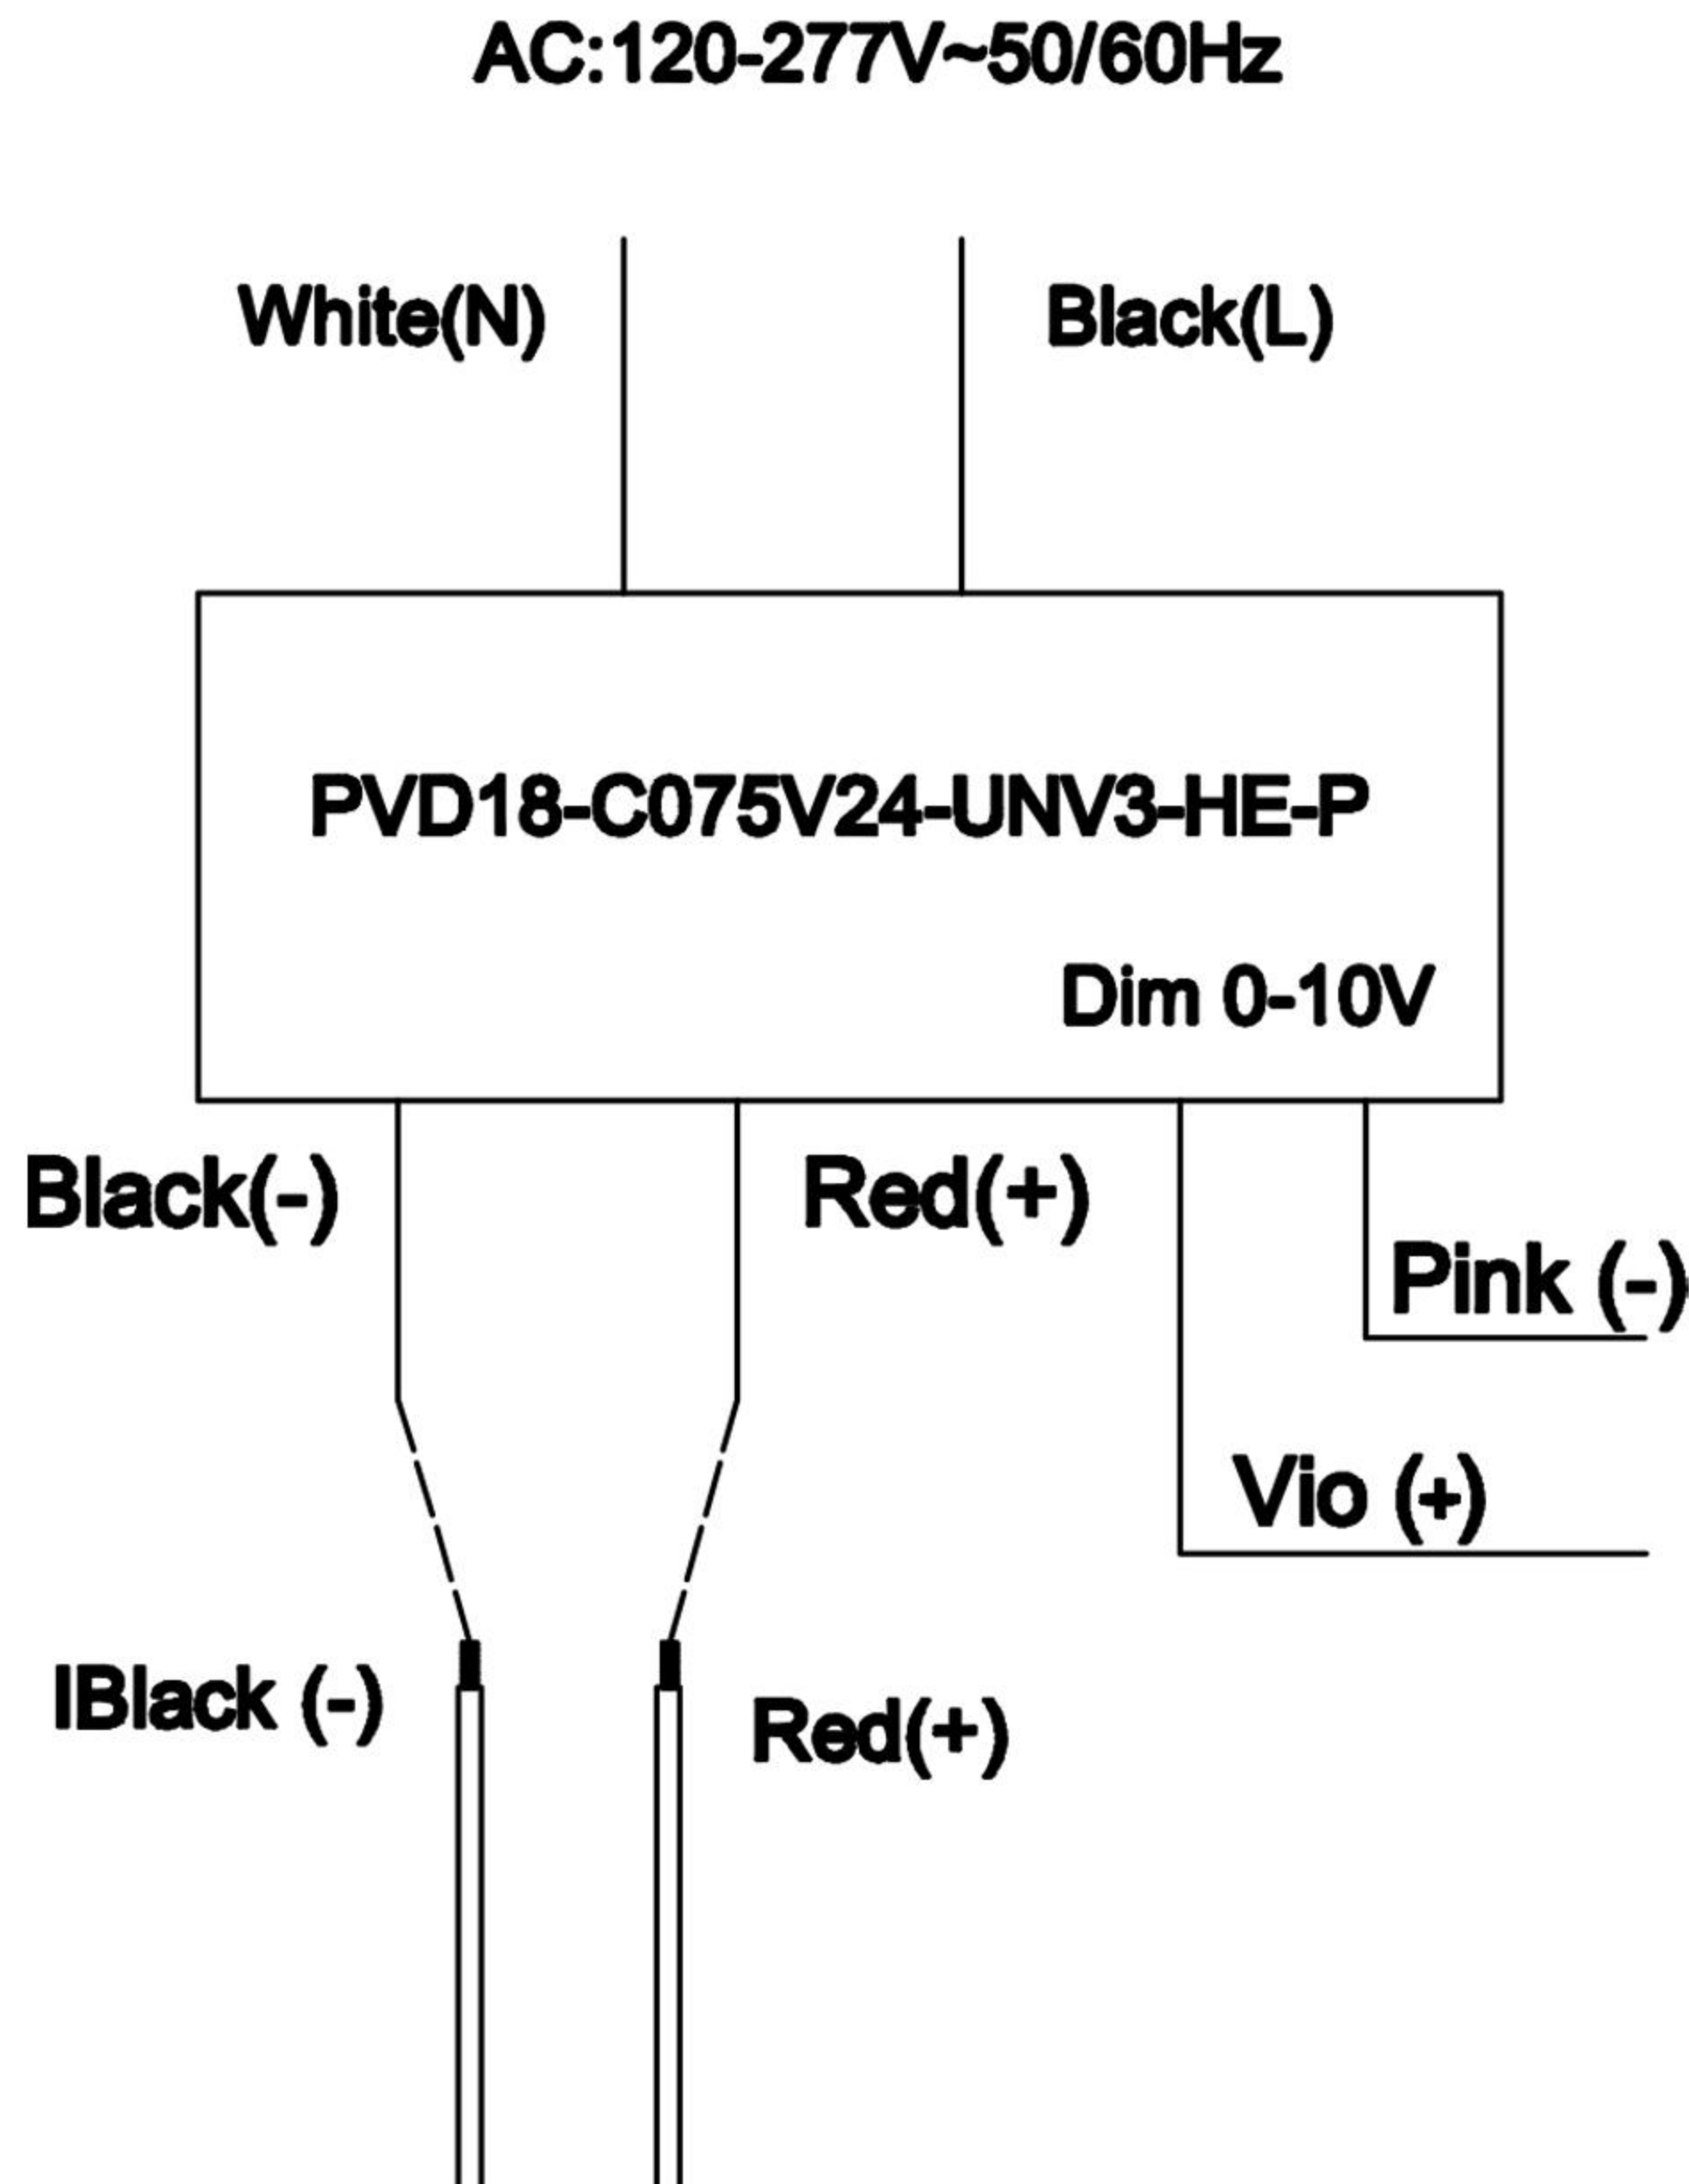 AC:120-277V~50/60Hz
White(N)
Black(L)
PVD18-C075V24-UNV3-HE-P
Dim 0-10V
Black(-)
Red(+)
Pink (-)
Vio (+)
IBlack (-)
Red(+)